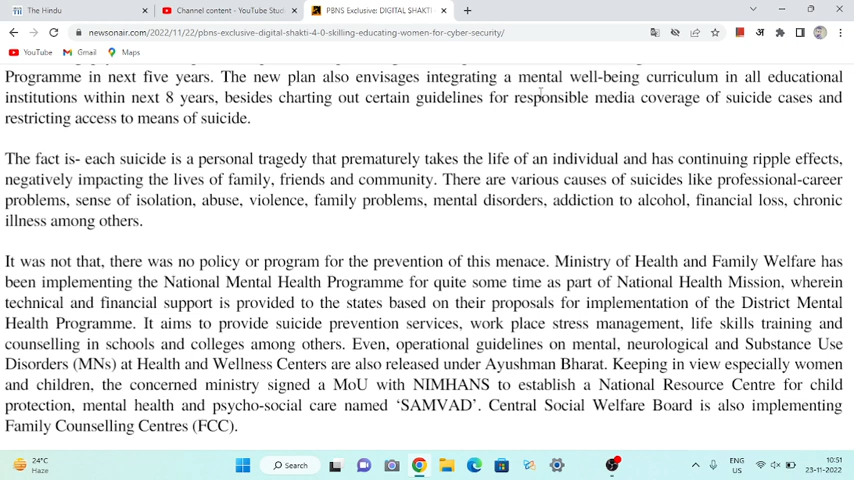 The Hindu
Channel content - YouTube Stud
PBNS Exclusive: DIGITAL SHAKTI
newsonair.com/2022/11/22/pbns-exclusive-digital-shakti-4-0-skilling-educating-women-for-cyber-security/
अ
YouTube
Gmail
Maps
Programme in next five years. The new plan also envisages integrating a mental well-being curriculum in all educational
institutions within next 8 years, besides charting out certain guidelines for responsible media coverage of suicide cases and
restricting access to means of suicide.
The fact is- each suicide is a personal tragedy that prematurely takes the life of an individual and has continuing ripple effects,
negatively impacting the lives of family, friends and community. There are various causes of suicides like professional-career
problems, sense of isolation, abuse, violence, family problems, mental disorders, addiction to alcohol, financial loss, chronic
illness among others.
It was not that, there was no policy or program for the prevention of this menace. Ministry of Health and Family Welfare has
been implementing the National Mental Health Programme for quite some time as part of National Health Mission, wherein
technical and financial support is provided to the states based on their proposals for implementation of the District Mental
Health Programme. It aims to provide suicide prevention services, work place stress management, life skills training and
counselling in schools and colleges among others. Even, operational guidelines on mental, neurological and Substance Use
Disorders (MNs) at Health and Wellness Centers are also released under Ayushman Bharat. Keeping in view especially women
and children, the concerned ministry signed a MoU with NIMHANS to establish a National Resource Centre for child
protection, mental health and psycho-social care named ‘SAMVAD’. Central Social Welfare Board is also implementing
Family Counselling Centres (FCC).
24°C
Haze
Search
ENG
US
10:51
23-11-2022